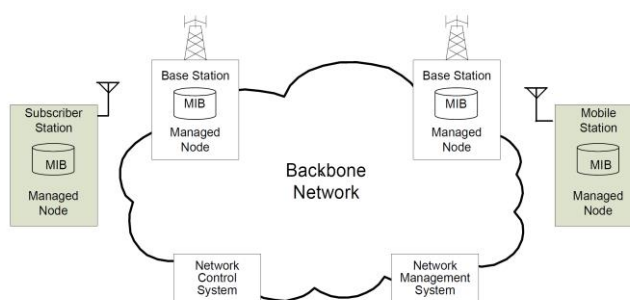 Subscriber
Station
MIB
Managed
Node
Base Station
MIB
Managed
Node
Backbone
Network
Base Station
MIB
Managed
Node
Mobile
Station
MIB
Managed
Node
Network
Control
System
Network
Management
System